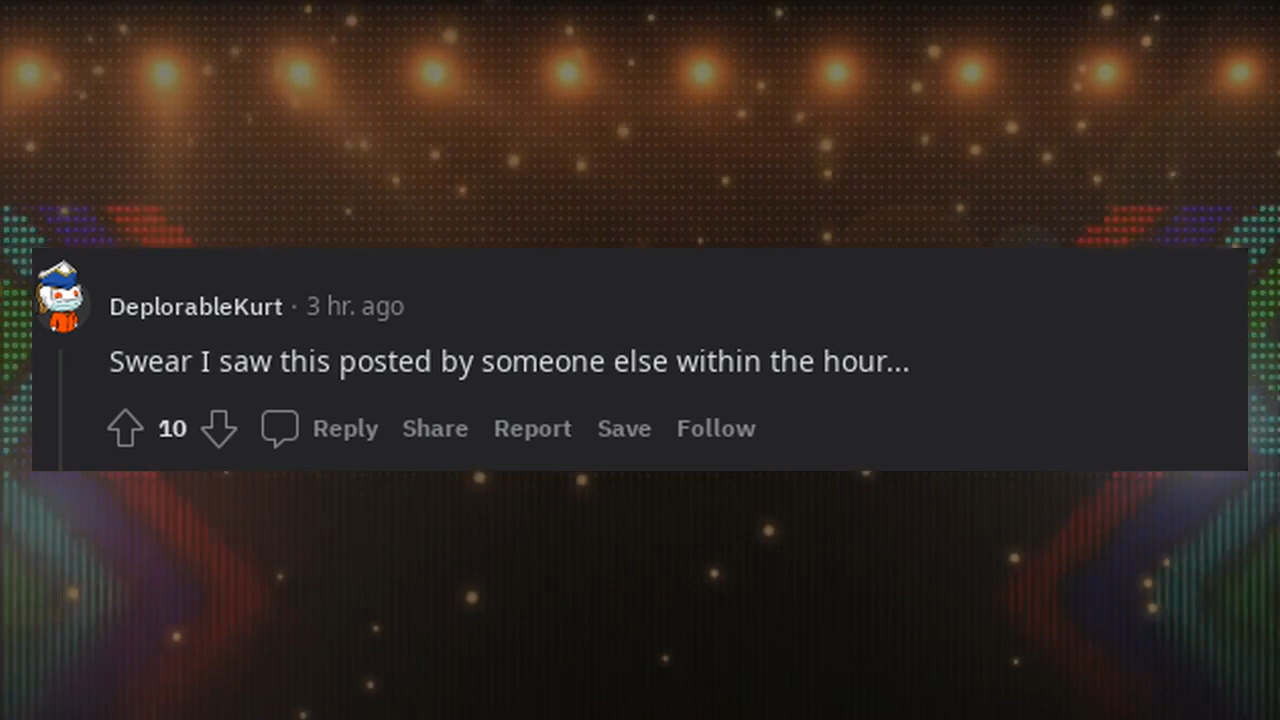 DeplorableKurt · 3 hr. ago
Swear I saw this posted by someone else within the hour...
10 Reply Share Report Save Follow